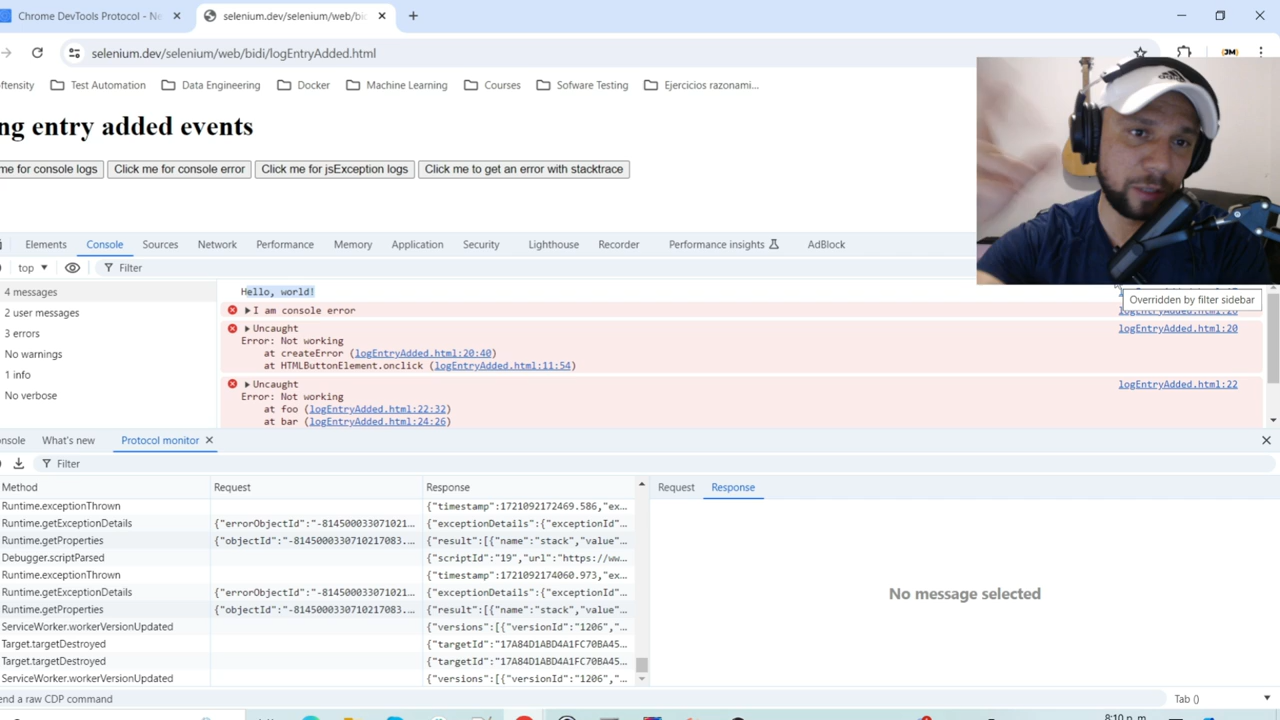 Chrome DevTools Protocol - Ne
selenium.dev/selenium/web/bi
selenium.dev/selenium/web/bidi/logEntryAdded.html
JM
oftensity
Test Automation
Data Engineering
Docker
Machine Learning
Courses
Sofware Testing
Ejercicios razonami...
ng entry added events
me for console logs
Click me for console error
Click me for jsException logs
Click me to get an error with stacktrace
Elements
Console
Sources
Network
Performance
Memory
Application
Security
Lighthouse
Recorder
Performance insights
AdBlock
top
Filter
4 messages
2 user messages
3 errors
No warnings
1 info
No verbose
Hello, world!
Overridden by filter sidebar
I am console error
logEntryAdded.html:20
Uncaught
logEntryAdded.html:20
Error: Not working
at createError (logEntryAdded.html:20:40)
at HTMLButtonElement.onclick (logEntryAdded.html:11:54)
Uncaught
logEntryAdded.html:22
Error: Not working
at foo (logEntryAdded.html:22:32)
at bar (logEntryAdded.html:24:26)
onsole
What's new
Protocol monitor
Filter
Method Request Response
Runtime.exceptionThrown {"timestamp":1721092172469.586,"ex...
Runtime.getExceptionDetails {"errorObjectId":"-81450003307102​1... {"exceptionDetails":{"exceptionId"...
Runtime.getProperties {"objectId":"-8145000330710217083.... {"result":[{"name":"stack","value"...
Debugger.scriptParsed {"scriptId":"19","url":"https://ww...
Runtime.exceptionThrown {"timestamp":1721092174060.973,"ex...
Runtime.getExceptionDetails {"errorObjectId":"-814500033071021... {"exceptionDetails":{"exceptionId"...
Runtime.getProperties {"objectId":"-8145000330710217083.... {"result":[{"name":"stack","value"...
ServiceWorker.workerVersionUpdated {"versions":[{"versionId":"1206","...
Target.targetDestroyed {"targetId":"17A84D1ABD4A1FC70BA45...
Target.targetDestroyed {"targetId":"17A84D1ABD4A1FC70BA45...
ServiceWorker.workerVersionUpdated {"versions":[{"versionId":"1206","...
Request
Response
No message selected
end a raw CDP command
Tab ()
8:10 p. m.